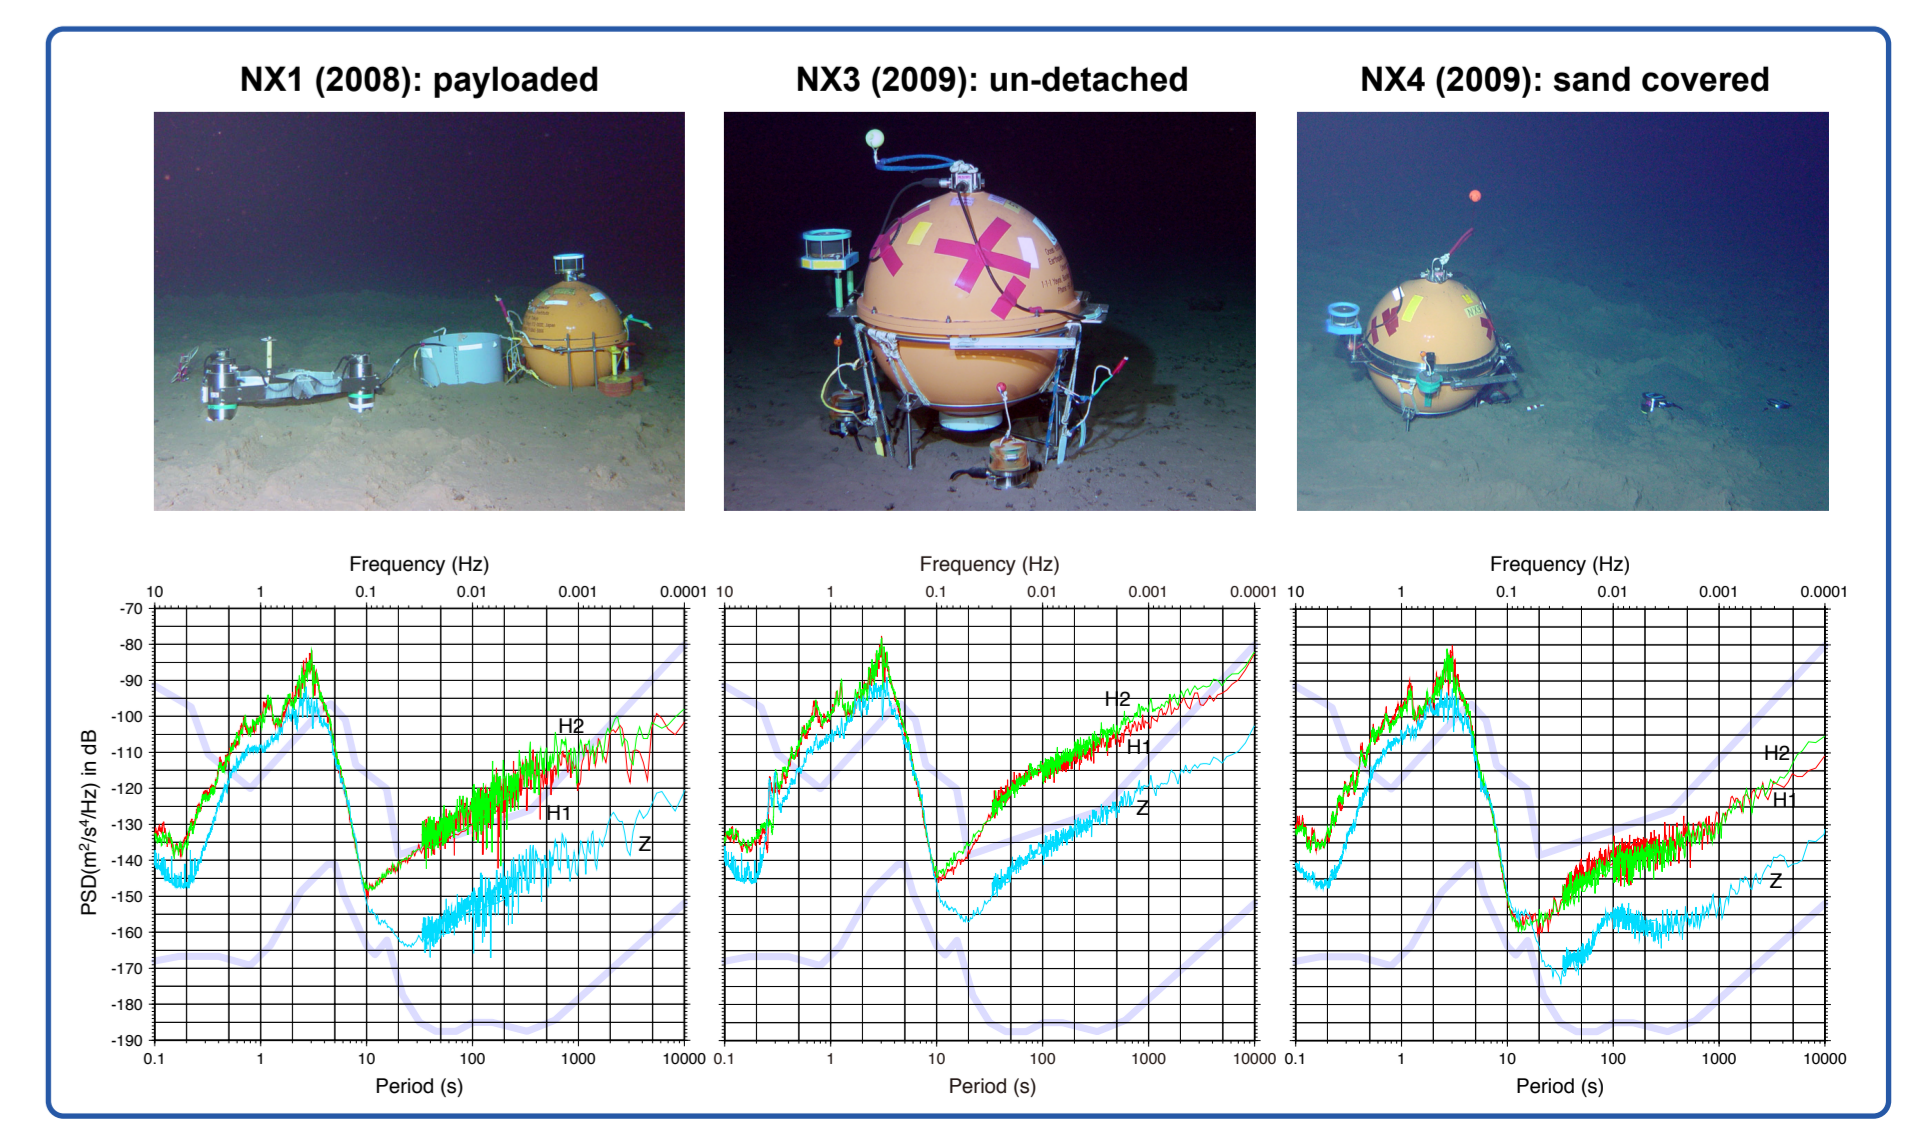 NX1 (2008): payloaded
NX3 (2009): un-detached
NX4 (2009): sand covered
Frequency (Hz)
Frequency (Hz)
Frequency (Hz)
10 1 0.1 0.01 0.001 0.0001
10 1 0.1 0.01 0.001 0.0001
10 1 0.1 0.01 0.001 0.0001
PSD(m²/s⁴/Hz) in dB
-70
-80
-90
-100
-110
-120
-130
-140
-150
-160
-170
-180
-190
H2
H1
Z
H2
H1
Z
H2
H1
Z
0.1 1 10 100 1000 10000
0.1 1 10 100 1000 10000
0.1 1 10 100 1000 10000
Period (s)
Period (s)
Period (s)